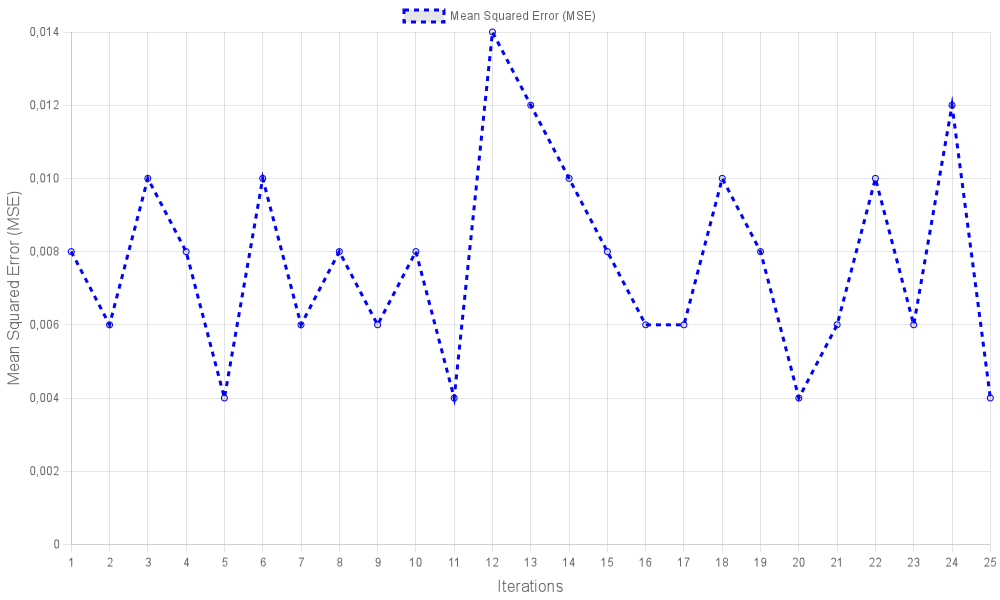 Mean Squared Error (MSE)
0,014
0,012
0,010
0,008
0,006
0,004
0,002
0
Mean Squared Error (MSE)
1 2 3 4 5 6 7 8 9 10 11 12 13 14 15 16 17 18 19 20 21 22 23 24 25
Iterations